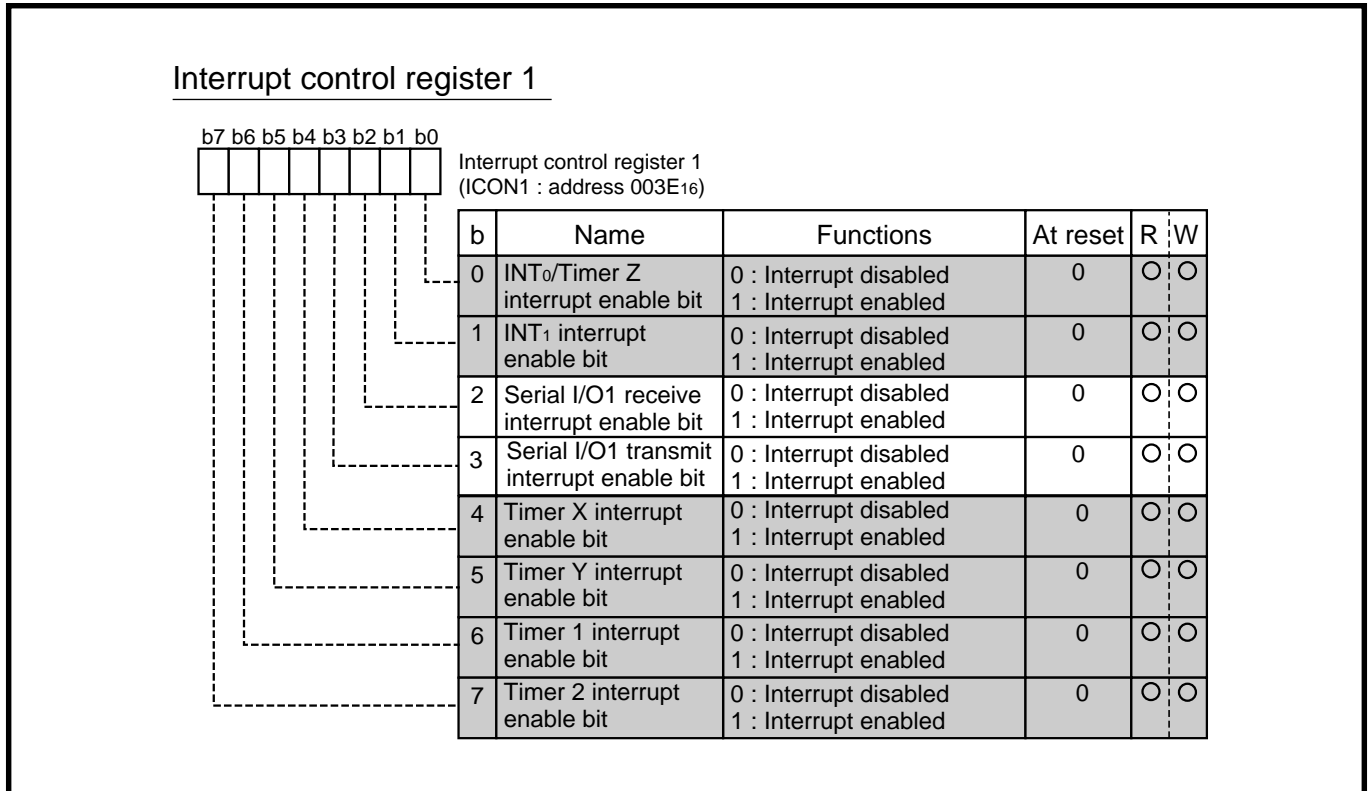 Interrupt control register 1
b7 b6 b5 b4 b3 b2 b1 b0
Interrupt control register 1
(ICON1 : address 003E16)
b Name Functions At reset R W
0 INT0/Timer Z interrupt enable bit 0 : Interrupt disabled 1 : Interrupt enabled 0 O O
1 INT1 interrupt enable bit 0 : Interrupt disabled 1 : Interrupt enabled 0 O O
2 Serial I/O1 receive interrupt enable bit 0 : Interrupt disabled 1 : Interrupt enabled 0 O O
3 Serial I/O1 transmit interrupt enable bit 0 : Interrupt disabled 1 : Interrupt enabled 0 O O
4 Timer X interrupt enable bit 0 : Interrupt disabled 1 : Interrupt enabled 0 O O
5 Timer Y interrupt enable bit 0 : Interrupt disabled 1 : Interrupt enabled 0 O O
6 Timer 1 interrupt enable bit 0 : Interrupt disabled 1 : Interrupt enabled 0 O O
7 Timer 2 interrupt enable bit 0 : Interrupt disabled 1 : Interrupt enabled 0 O O